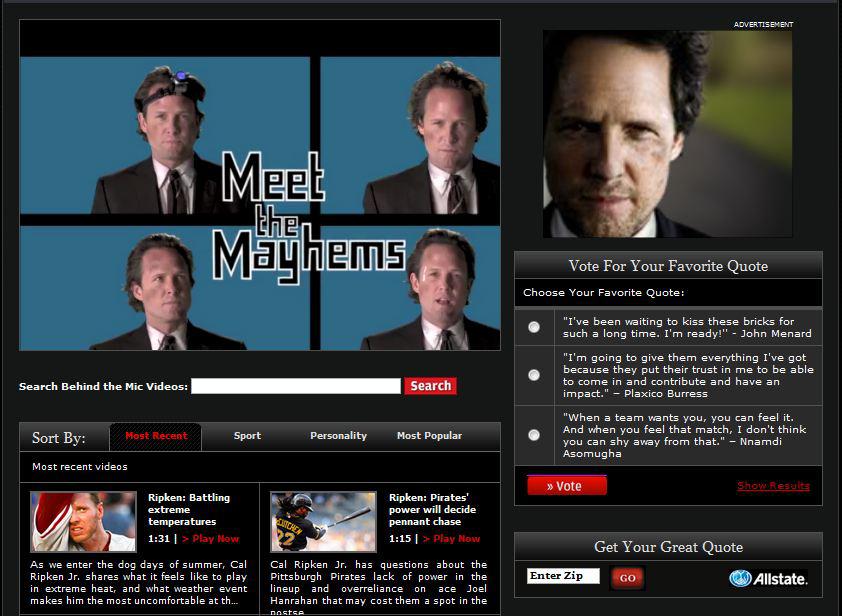 ADVERTISEMENT
Meet
the
Mayhems
Vote For Your Favorite Quote
Choose Your Favorite Quote:
"I've been waiting to kiss these bricks for
such a long time. I'm ready!" - John Menard
"I'm going to give them everything I've got
because they put their trust in me to be able
to come in and contribute and have an
impact." – Plaxico Burress
"When a team wants you, you can feel it.
And when you feel that match, I don't think
you can shy away from that." – Nnamdi
Asomugha
» Vote
Show Results
Search Behind the Mic Videos:
Search
Sort By:
Most Recent
Sport
Personality
Most Popular
Most recent videos
Ripken: Battling
extreme
temperatures
1:31 | > Play Now
As we enter the dog days of summer, Cal
Ripken Jr. shares what it feels like to play
in extreme heat, and what weather event
makes him the most uncomfortable at th...
Ripken: Pirates'
power will decide
pennant chase
1:15 | > Play Now
Cal Ripken Jr. has questions about the
Pittsburgh Pirates lack of power in the
lineup and overreliance on ace Joel
Hanrahan that may cost them a spot in the
postse...
Get Your Great Quote
Enter Zip
GO
Allstate.